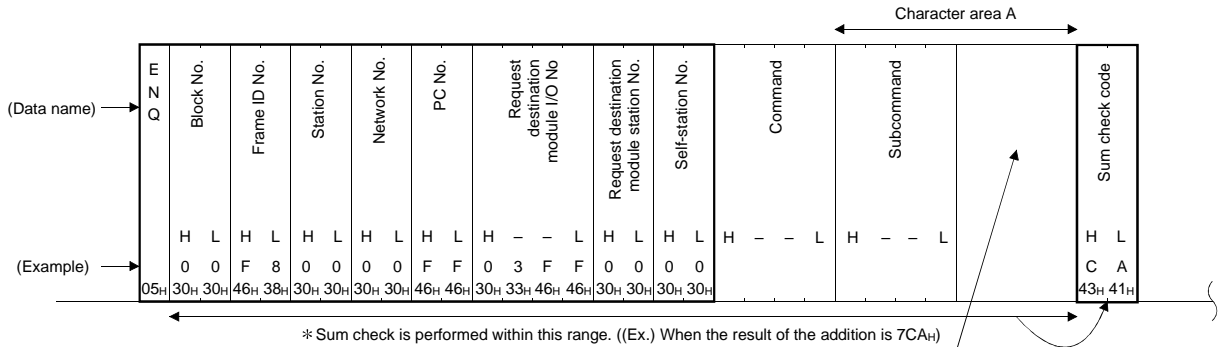 Character area A
(Data name)
E
N
Q
Block No.
Frame ID No.
Station No.
Network No.
PC No.
Request
destination
module I/O No
Request destination
module station No.
Self-station No.
Command
Subcommand
Sum check code
H L H L H L H L H L H – – L H L H L H – – L H – – L H L
(Example)
0 0 F 8 0 0 0 0 F F 0 3 F F 0 0 0 0 C A
05H 30H 30H 46H 38H 30H 30H 30H 30H 46H 46H 30H 33H 46H 46H 30H 30H 30H 30H 43H 41H
*Sum check is performed within this range. ((Ex.) When the result of the addition is 7CAH)